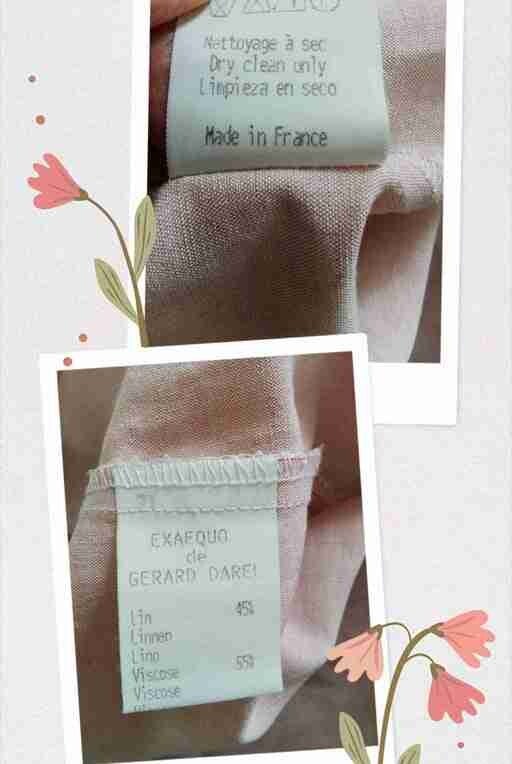 Nettoyage à sec
Dry clean only
Limpieza en seco
Made in France
EXAEQUO
de
GERARD DAREL
Lin 45%
Linnen
Lino
Viscose 55%
Viscose